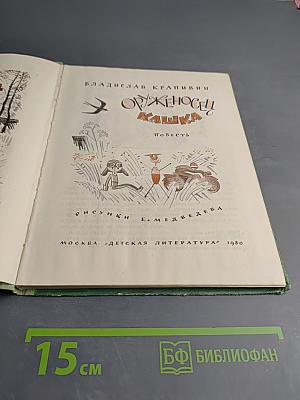 ВЛАДИСЛАВ КРАПИВИН
ОРУЖЕНОСЕЦ
КАШКА
ПОВЕСТЬ
РИСУНКИ Е. МЕДВЕДЕВА
МОСКВА «ДЕТСКАЯ ЛИТЕРАТУРА» 1980
15 см
БФ БИБЛИОФАН